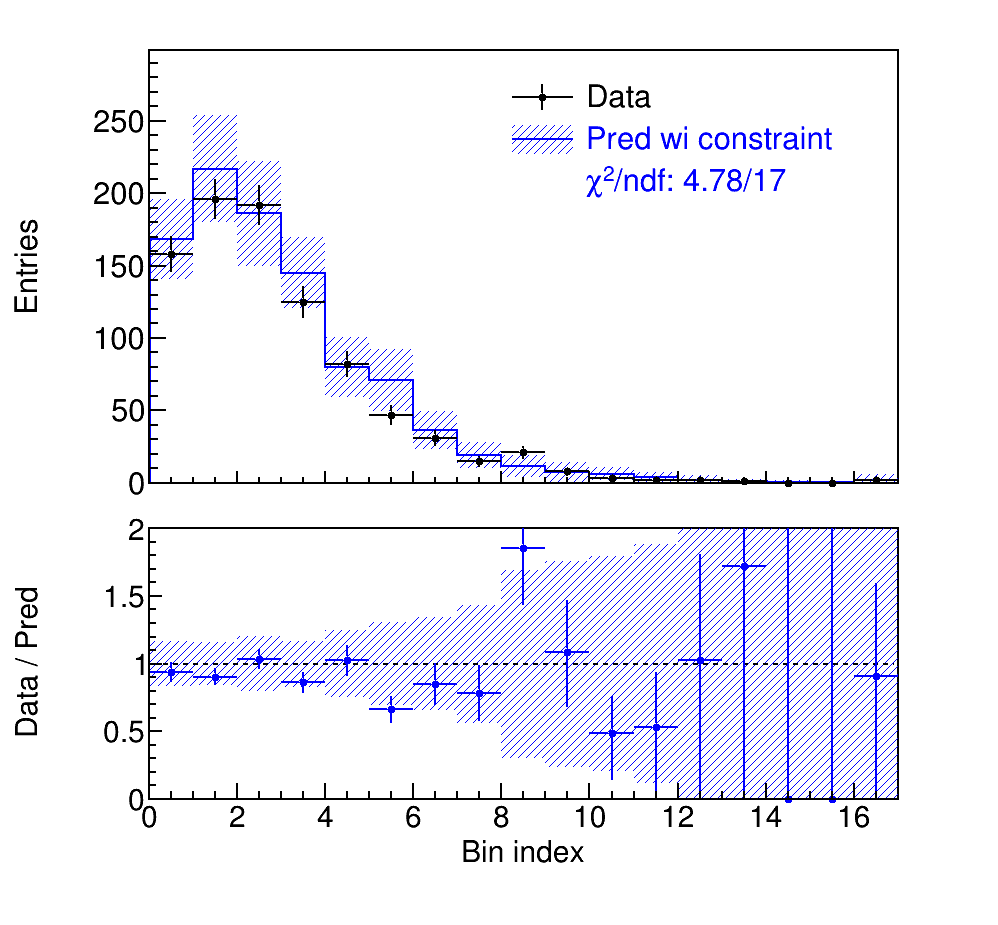 Data
Pred wi constraint
χ²/ndf: 4.78/17
Entries
250
200
150
100
50
0
Data / Pred
2
1.5
1
0.5
0
0 2 4 6 8 10 12 14 16
Bin index